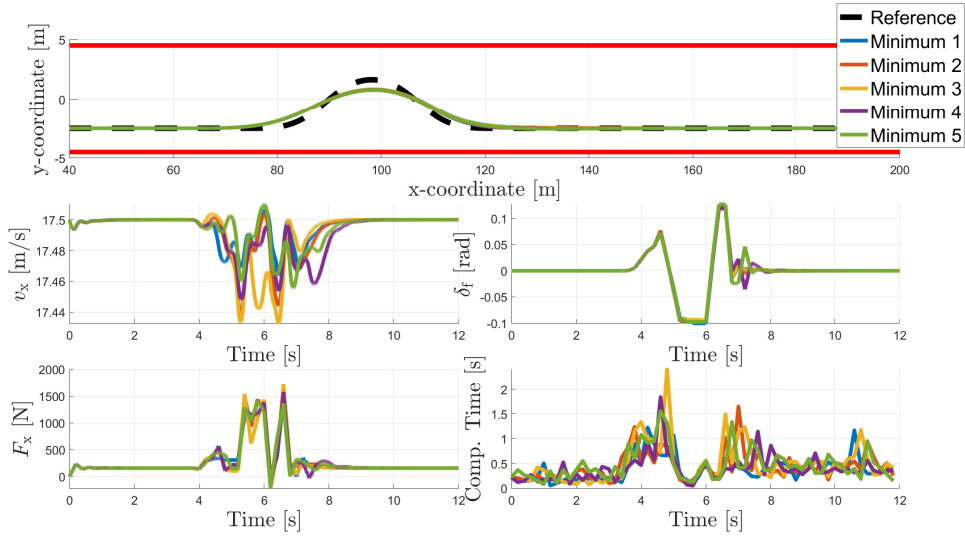 Reference
Minimum 1
Minimum 2
Minimum 3
Minimum 4
Minimum 5
y-coordinate [m]
5
0
-5
40 60 80 100 120 140 160 180 200
x-coordinate [m]
v_x [m/s]
17.5
17.48
17.46
17.44
0 2 4 6 8 10 12
Time [s]
δ_f [rad]
0.1
0.05
0
-0.05
-0.1
0 2 4 6 8 10 12
Time [s]
F_x [N]
2000
1500
1000
500
0
0 2 4 6 8 10 12
Time [s]
Comp. Time [s]
2
1.5
1
0.5
0
0 2 4 6 8 10 12
Time [s]